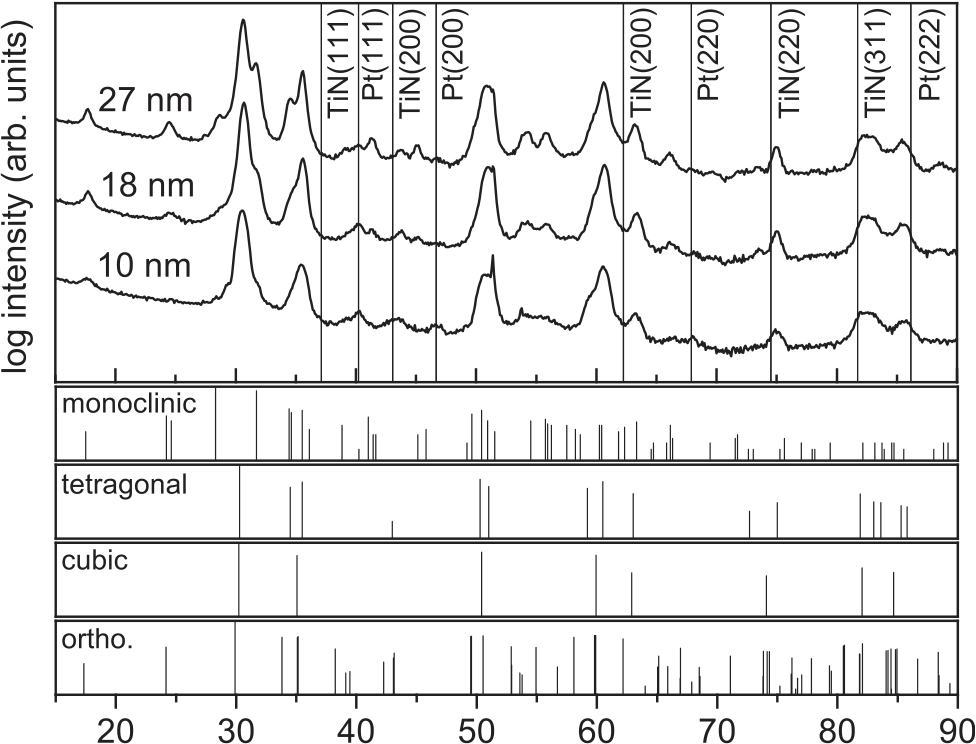 log intensity (arb. units)
27 nm
18 nm
10 nm
TiN(111)
Pt(111)
TiN(200)
Pt(200)
TiN(200)
Pt(220)
TiN(220)
TiN(311)
Pt(222)
monoclinic
tetragonal
cubic
ortho.
20 30 40 50 60 70 80 90